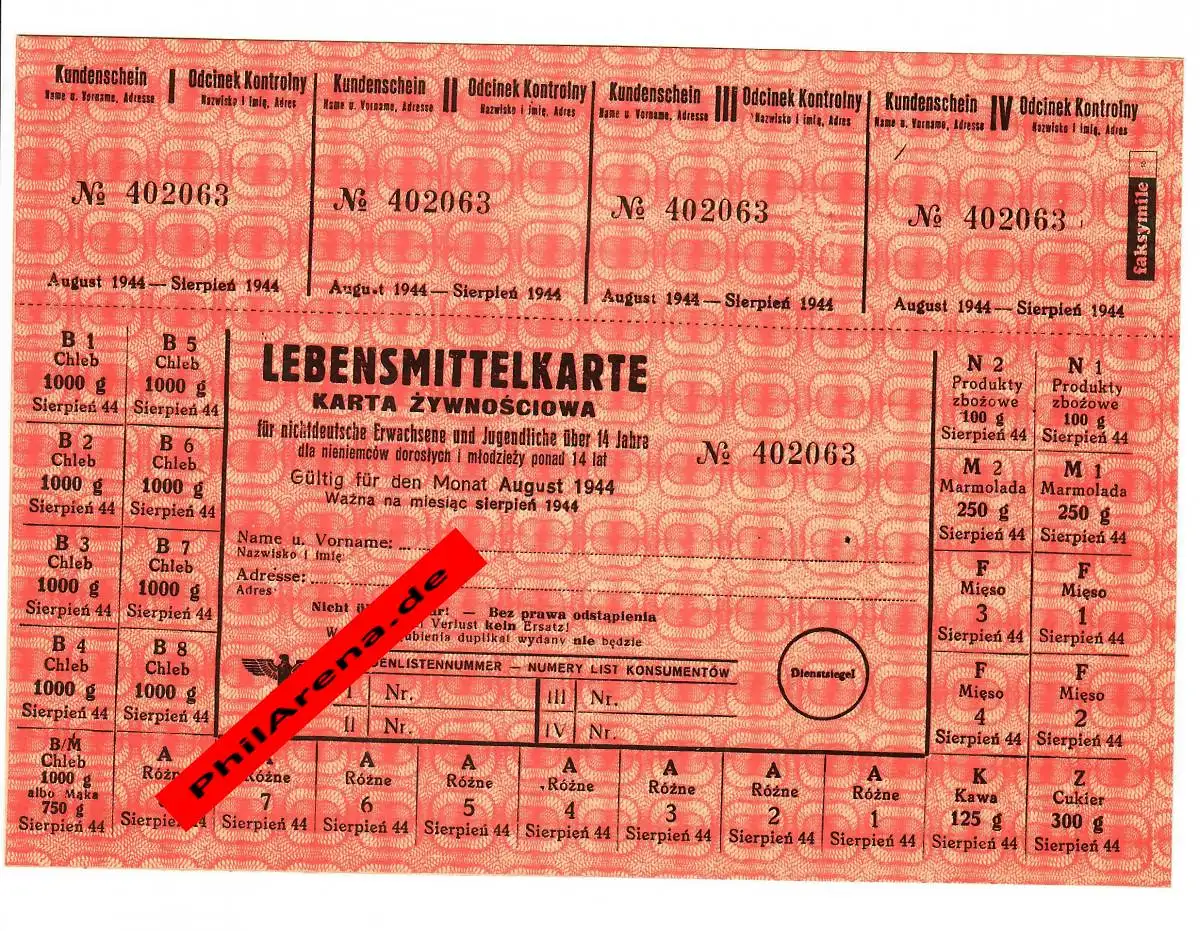 Kundenschein I Odcinek Kontrolny
Name u. Vorname, Adresse Nazwisko i imię, Adres
№ 402063
August 1944 — Sierpień 1944
Kundenschein II Odcinek Kontrolny
Name u. Vorname, Adresse Nazwisko i imię, Adres
№ 402063
August 1944 — Sierpień 1944
Kundenschein III Odcinek Kontrolny
Name u. Vorname, Adresse Nazwisko i imię, Adres
№ 402063
August 1944 — Sierpień 1944
Kundenschein IV Odcinek Kontrolny
Name u. Vorname, Adresse Nazwisko i imię, Adres
№ 402063
August 1944 — Sierpień 1944
faksymile
B 1
Chleb
1000 g
Sierpień 44
B 5
Chleb
1000 g
Sierpień 44
B 2
Chleb
1000 g
Sierpień 44
B 6
Chleb
1000 g
Sierpień 44
B 3
Chleb
1000 g
Sierpień 44
B 7
Chleb
1000 g
Sierpień 44
B 4
Chleb
1000 g
Sierpień 44
B 8
Chleb
1000 g
Sierpień 44
LEBENSMITTELKARTE
KARTA ŻYWNOŚCIOWA
für nichtdeutsche Erwachsene und Jugendliche über 14 Jahre
dla nieniemców dorosłych i młodzieży ponad 14 lat
№ 402063
Gültig für den Monat August 1944
Ważna na miesiąc sierpień 1944
Name u. Vorname:
Nazwisko i imię
Adresse:
Adres
Nicht — Bez prawa odstąpienia
Verlust kein Ersatz!
duplikat wydany nie będzie
— NUMERY LIST KONSUMENTÓW
I Nr. III Nr.
II Nr. IV Nr.
Dienstsiegel
PhilArena.de
N 2
Produkty
zbożowe
100 g
Sierpień 44
N 1
Produkty
zbożowe
100 g
Sierpień 44
M 2
Marmolada
250 g
Sierpień 44
M 1
Marmolada
250 g
Sierpień 44
F
Mięso
3
Sierpień 44
F
Mięso
1
Sierpień 44
F
Mięso
4
Sierpień 44
F
Mięso
2
Sierpień 44
B/M
Chleb
1000 g
albo Mąka
750 g
Sierpień 44
A
44
A
7
Sierpień 44
A
Różne
6
Sierpień 44
A
Różne
5
Sierpień 44
A
Różne
4
Sierpień 44
A
Różne
3
Sierpień 44
A
Różne
2
Sierpień 44
A
Różne
1
Sierpień 44
K
Kawa
125 g
Sierpień 44
Z
Cukier
300 g
Sierpień 44